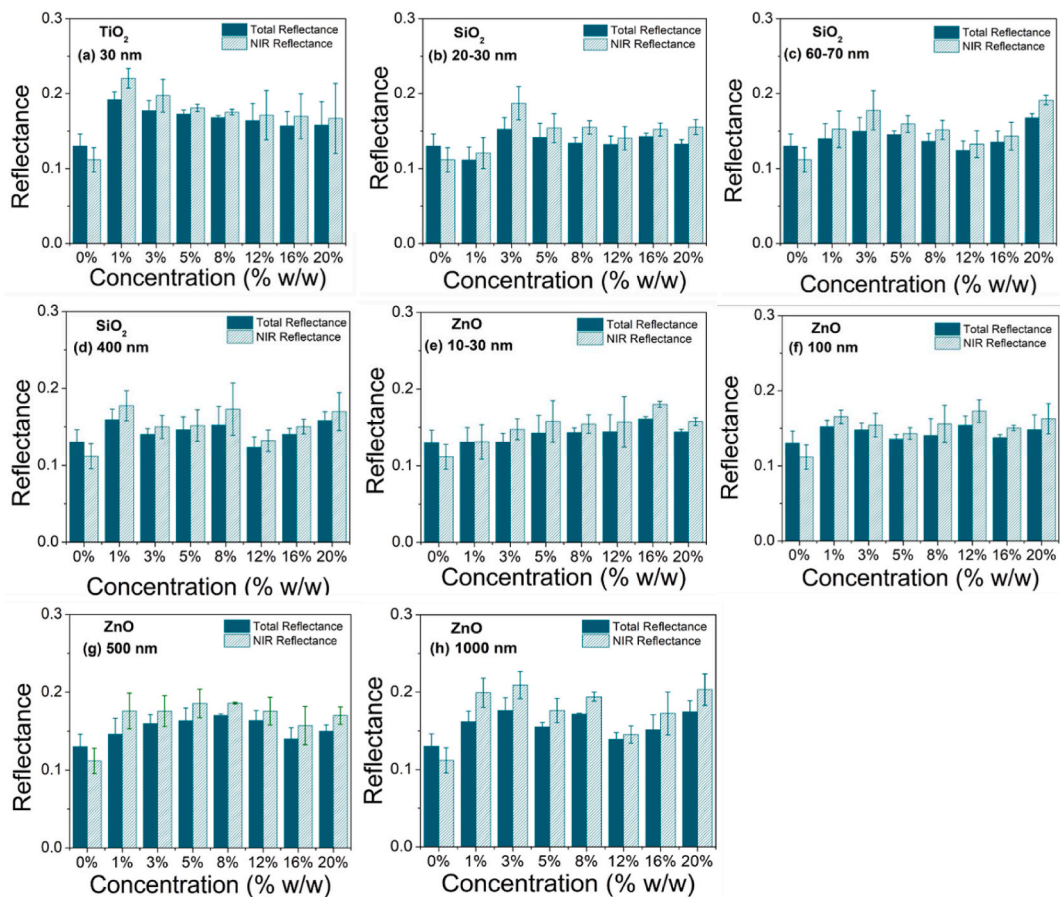 TiO2
(a) 30 nm
Total Reflectance
NIR Reflectance
Reflectance
0.3
0.2
0.1
0.0
0% 1% 3% 5% 8% 12% 16% 20%
Concentration (% w/w)
SiO2
(b) 20-30 nm
Total Reflectance
NIR Reflectance
Reflectance
0.3
0.2
0.1
0.0
0% 1% 3% 5% 8% 12% 16% 20%
Concentration (% w/w)
SiO2
(c) 60-70 nm
Total Reflectance
NIR Reflectance
Reflectance
0.3
0.2
0.1
0.0
0% 1% 3% 5% 8% 12% 16% 20%
Concentration (% w/w)
SiO2
(d) 400 nm
Total Reflectance
NIR Reflectance
Reflectance
0.3
0.2
0.1
0.0
0% 1% 3% 5% 8% 12% 16% 20%
Concentration (% w/w)
ZnO
(e) 10-30 nm
Total Reflectance
NIR Reflectance
Reflectance
0.3
0.2
0.1
0.0
0% 1% 3% 5% 8% 12% 16% 20%
Concentration (% w/w)
ZnO
(f) 100 nm
Total Reflectance
NIR Reflectance
Reflectance
0.3
0.2
0.1
0.0
0% 1% 3% 5% 8% 12% 16% 20%
Concentration (% w/w)
ZnO
(g) 500 nm
Total Reflectance
NIR Reflectance
Reflectance
0.3
0.2
0.1
0.0
0% 1% 3% 5% 8% 12% 16% 20%
Concentration (% w/w)
ZnO
(h) 1000 nm
Total Reflectance
NIR Reflectance
Reflectance
0.3
0.2
0.1
0.0
0% 1% 3% 5% 8% 12% 16% 20%
Concentration (% w/w)